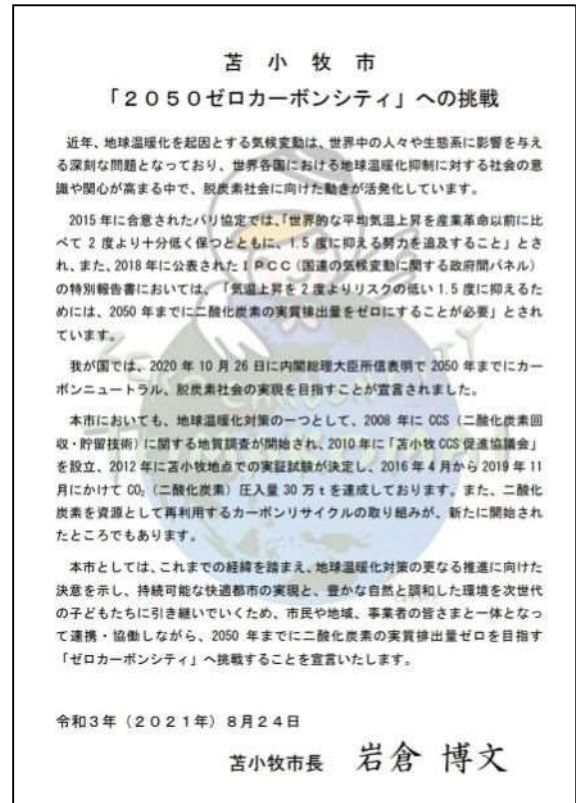 苫小牧市
「2050ゼロカーボンシティ」への挑戦
近年、地球温暖化を起因とする気候変動は、世界中の人々や生態系に影響を与え
る深刻な問題となっており、世界各国における地球温暖化抑制に対する社会の意
識や関心が高まる中で、脱炭素社会に向けた動きが活発化しています。
2015年に合意されたパリ協定では、「世界的な平均気温上昇を産業革命以前に比
べて2度より十分低く保つとともに、1.5度に抑える努力を追及すること」とさ
れ、また、2018年に公表されたIPCC(国連の気候変動に関する政府間パネル)
の特別報告書においては、「気温上昇を2度よりリスクの低い1.5度に抑えるた
めには、2050年までに二酸化炭素の実質排出量をゼロにすることが必要」とされ
ています。
我が国では、2020年10月26日に内閣総理大臣所信表明で2050年までにカー
ボンニュートラル、脱炭素社会の実現を目指すことが宣言されました。
本市においても、地球温暖化対策の一つとして、2008年にCCS(二酸化炭素回
収・貯留技術)に関する地質調査が開始され、2010年に「苫小牧CCS促進協議会」
を設立、2012年に苫小牧地点での実証試験が決定し、2016年4月から2019年11
月にかけてCO₂(二酸化炭素)圧入量30万tを達成しております。また、二酸化
炭素を資源として再利用するカーボンリサイクルの取り組みが、新たに開始され
たところでもあります。
本市としては、これまでの経緯を踏まえ、地球温暖化対策の更なる推進に向けた
決意を示し、持続可能な快適都市の実現と、豊かな自然と調和した環境を次世代
の子どもたちに引き継いでいくため、市民や地域、事業者の皆さまと一体となっ
て連携・協働しながら、2050年までに二酸化炭素の実質排出量ゼロを目指す
「ゼロカーボンシティ」へ挑戦することを宣言いたします。
令和3年(2021年)8月24日
苫小牧市長 岩倉 博文